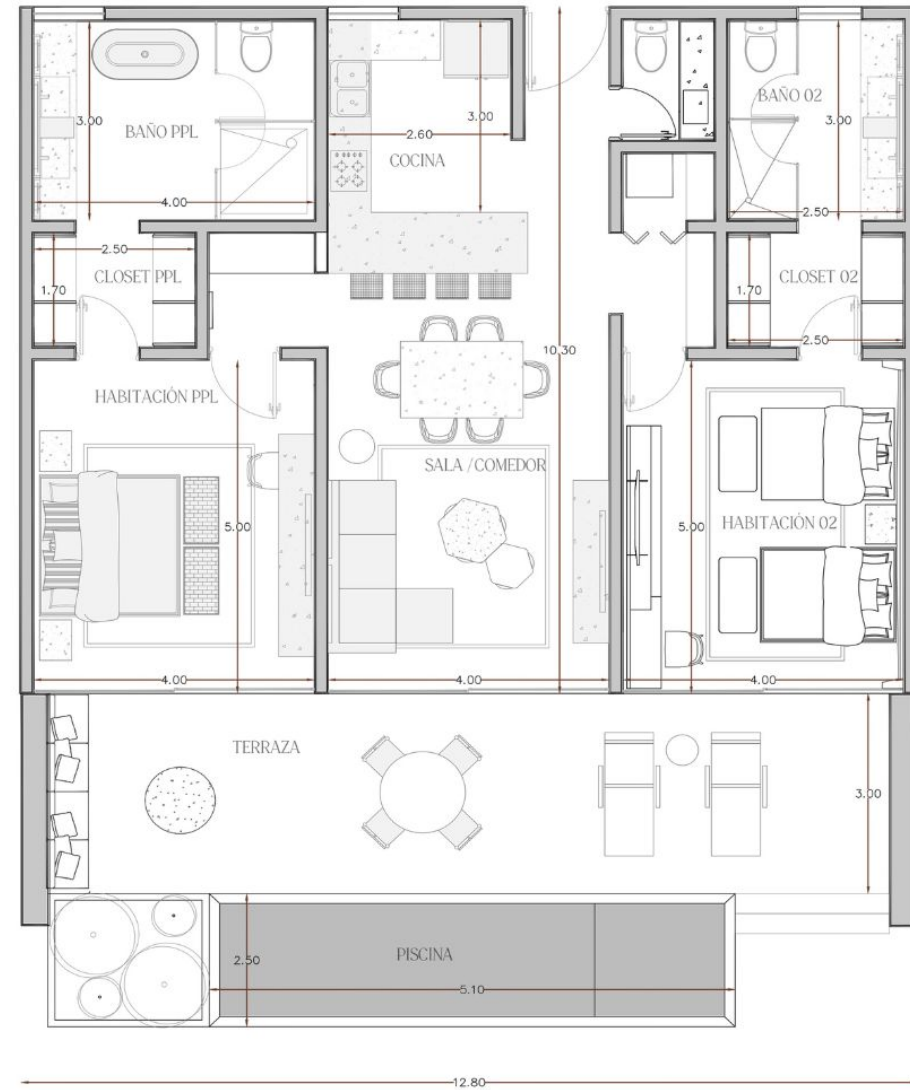 BAÑO PPL
3.00
4.00
COCINA
2.60
3.00
BAÑO 02
3.00
2.50
CLOSET PPL
2.50
1.70
CLOSET 02
1.70
2.50
10.30
HABITACIÓN PPL
5.00
4.00
SALA / COMEDOR
4.00
HABITACIÓN 02
5.00
4.00
TERRAZA
3.00
PISCINA
2.50
5.10
12.80